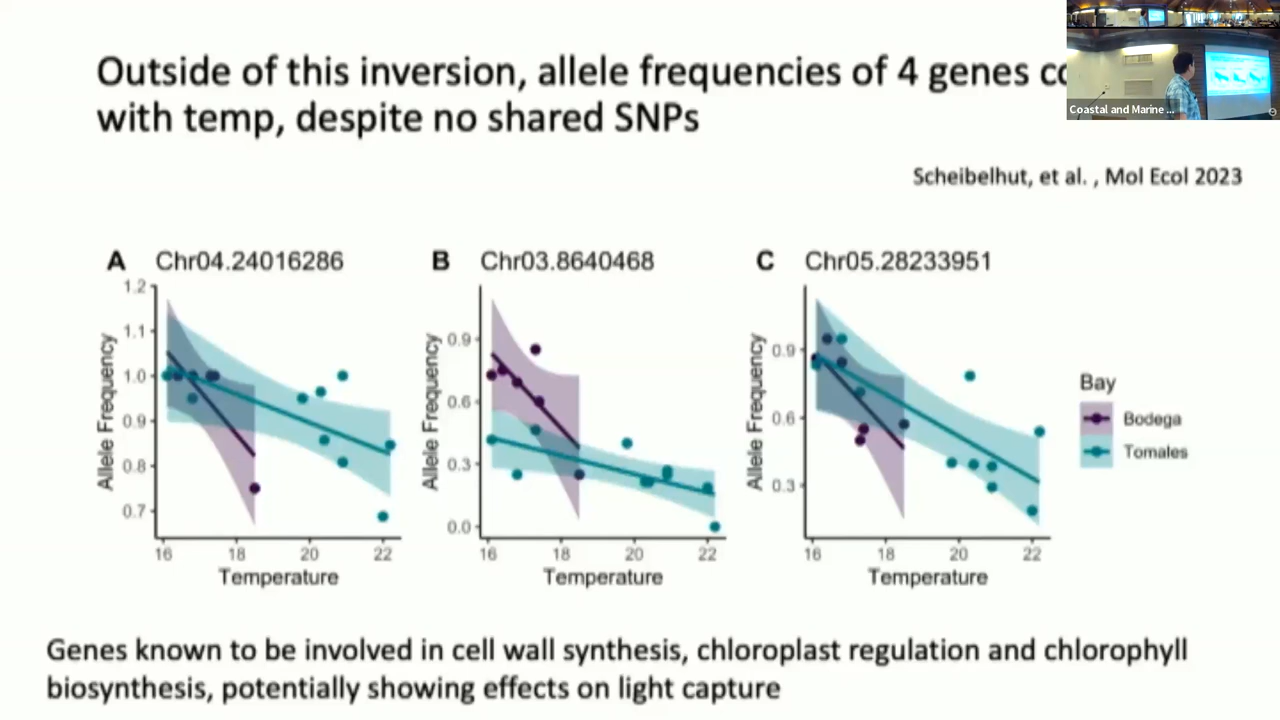 Outside of this inversion, allele frequencies of 4 genes
with temp, despite no shared SNPs
Coastal and Marine ...
Scheibelhut, et al. , Mol Ecol 2023
A Chr04.24016286
B Chr03.8640468
C Chr05.28233951
1.2
1.1
1.0
0.9
0.8
0.7
Allele Frequency
16 18 20 22
Temperature
0.9
0.6
0.3
0.0
Allele Frequency
16 18 20 22
Temperature
0.9
0.6
0.3
Allele Frequency
16 18 20 22
Temperature
Bay
Bodega
Tomales
Genes known to be involved in cell wall synthesis, chloroplast regulation and chlorophyll
biosynthesis, potentially showing effects on light capture